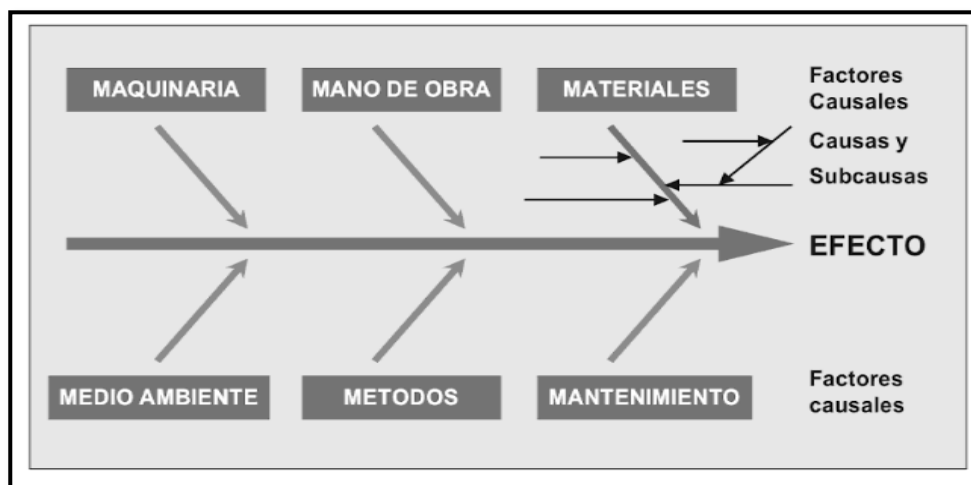 MAQUINARIA
MANO DE OBRA
MATERIALES
Factores
Causales
Causas y
Subcausas
EFECTO
MEDIO AMBIENTE
METODOS
MANTENIMIENTO
Factores
causales